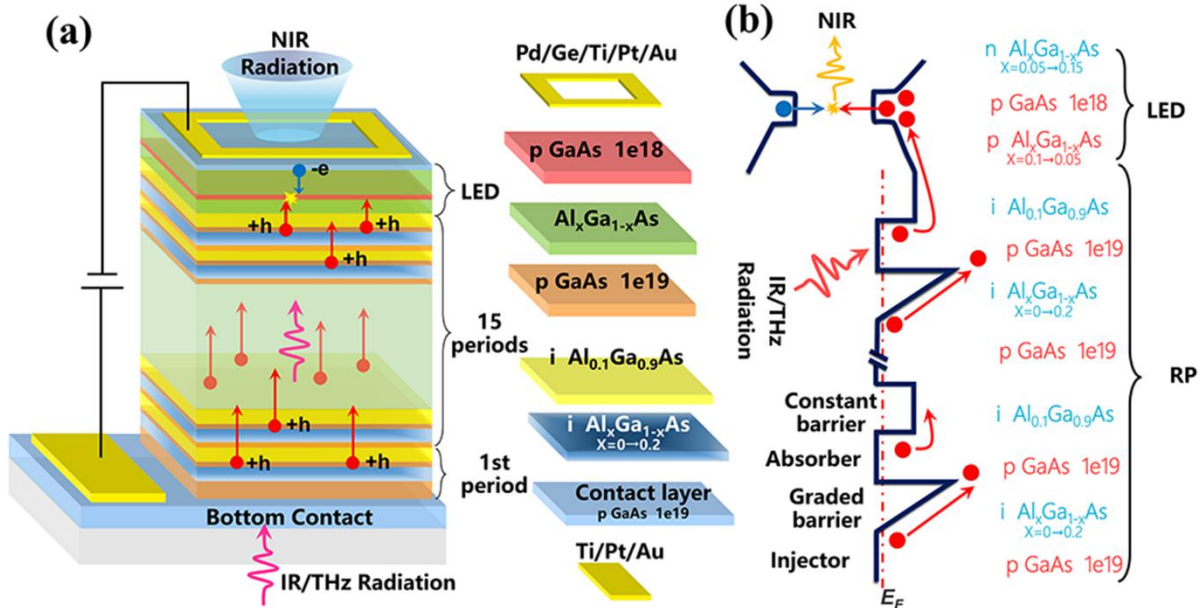 (a)
NIR
Radiation
-e
LED
+h
+h
+h
15
periods
+h
+h
+h
1st
period
Bottom Contact
IR/THz Radiation
Pd/Ge/Ti/Pt/Au
p GaAs 1e18
AlxGa1-xAs
p GaAs 1e19
i Al0.1Ga0.9As
i AlxGa1-xAs
X=0→0.2
Contact layer
p GaAs 1e19
Ti/Pt/Au
(b)
NIR
n AlxGa1-xAs
X=0.05→0.15
p GaAs 1e18
p AlxGa1-xAs
X=0.1→0.05
LED
IR/THz
Radiation
i Al0.1Ga0.9As
p GaAs 1e19
i AlxGa1-xAs
X=0→0.2
p GaAs 1e19
RP
Constant
barrier
i Al0.1Ga0.9As
Absorber
p GaAs 1e19
Graded
barrier
i AlxGa1-xAs
X=0→0.2
Injector
p GaAs 1e19
EF